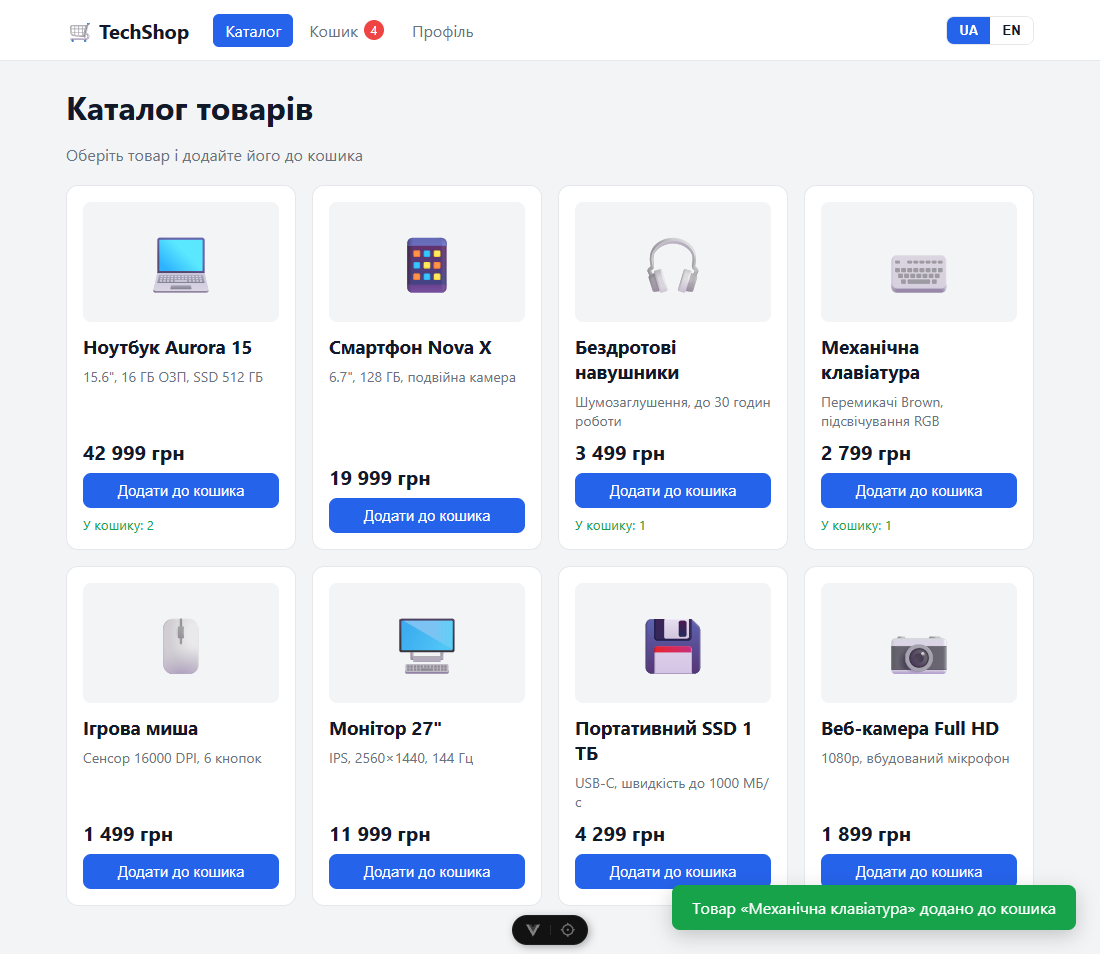 TechShop Каталог Кошик 4 Профіль UA EN
Каталог товарів
Оберіть товар і додайте його до кошика
Ноутбук Aurora 15
15.6", 16 ГБ ОЗП, SSD 512 ГБ
42 999 грн
Додати до кошика
У кошику: 2
Смартфон Nova X
6.7", 128 ГБ, подвійна камера
19 999 грн
Додати до кошика
Бездротові
навушники
Шумозаглушення, до 30 годин
роботи
3 499 грн
Додати до кошика
У кошику: 1
Механічна
клавіатура
Перемикачі Brown,
підсвічування RGB
2 799 грн
Додати до кошика
У кошику: 1
Ігрова миша
Сенсор 16000 DPI, 6 кнопок
1 499 грн
Додати до кошика
Монітор 27"
IPS, 2560×1440, 144 Гц
11 999 грн
Додати до кошика
Портативний SSD 1
ТБ
USB-C, швидкість до 1000 МБ/
с
4 299 грн
Додати до кошика
Веб-камера Full HD
1080p, вбудований мікрофон
1 899 грн
Додати до кошика
Товар «Механічна клавіатура» додано до кошика